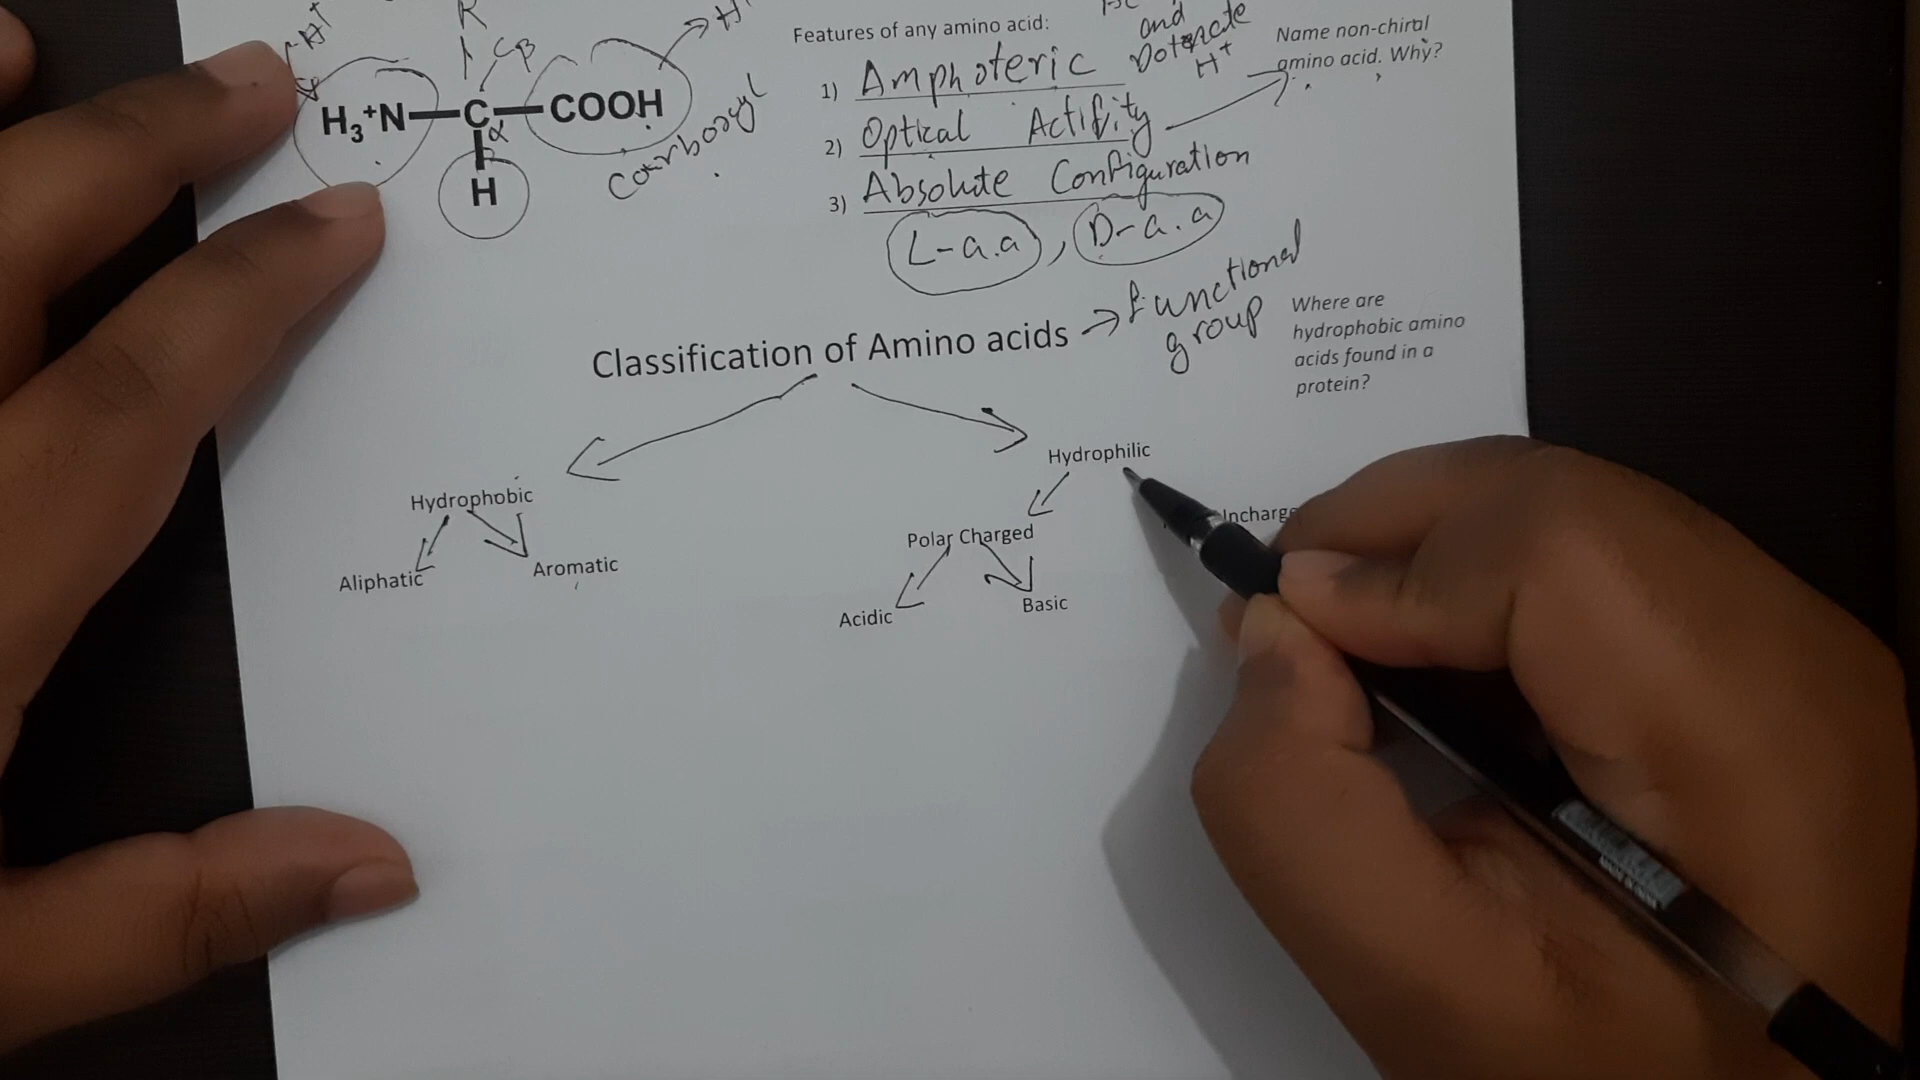 R
Cβ
H⁺
H₃⁺N—C—COOH
α
H
Carboxyl
Features of any amino acid:
and
Dotenate
H⁺
1) Amphoteric
2) Optical Actifity
3) Absolute Configuration
L-a.a , D-a.a
Name non-chiral
amino acid. Why?
Classification of Amino acids → functional
group
Where are
hydrophobic amino
acids found in a
protein?
Hydrophobic
Hydrophilic
Aliphatic
Aromatic
Polar Charged
Acidic
Basic